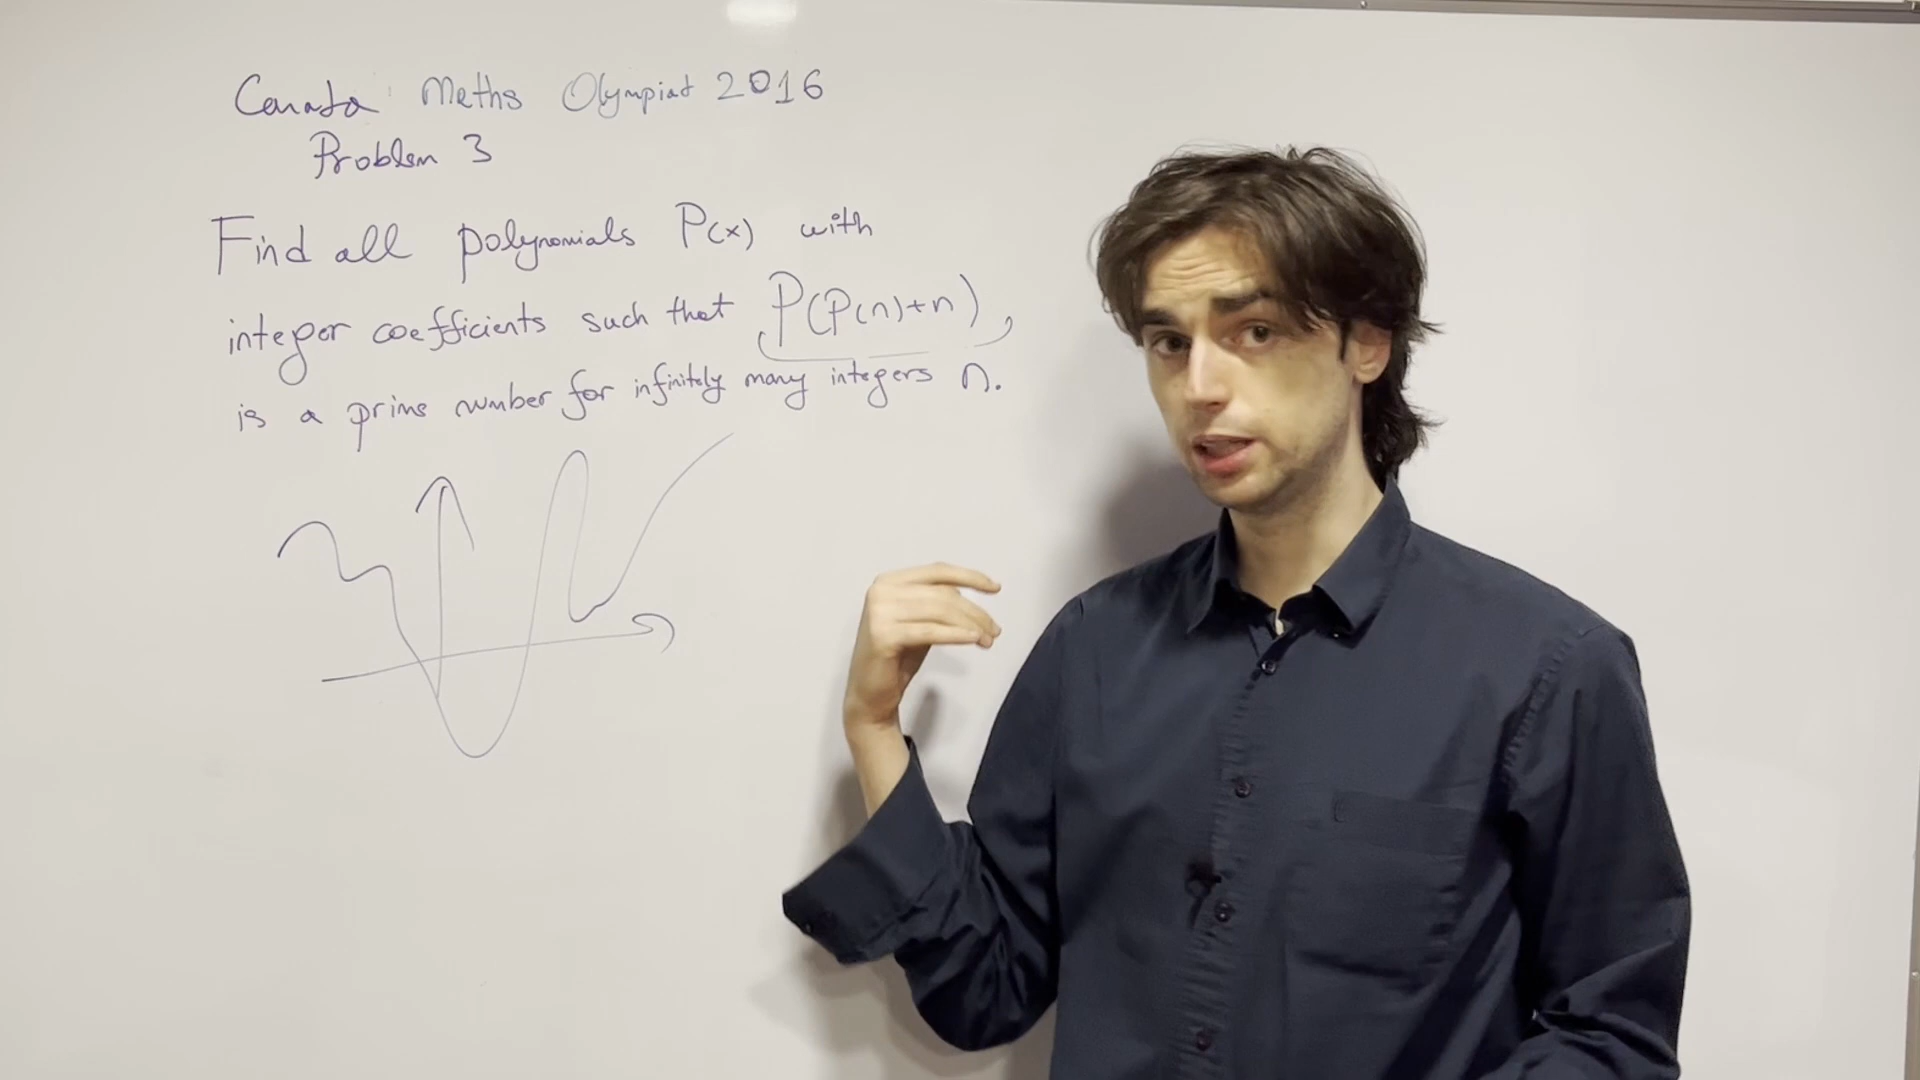 Canada Maths Olympiad 2016
Problem 3
Find all polynomials P(x) with
integer coefficients such that P(P(n)+n)
is a prime number for infinitely many integers n.